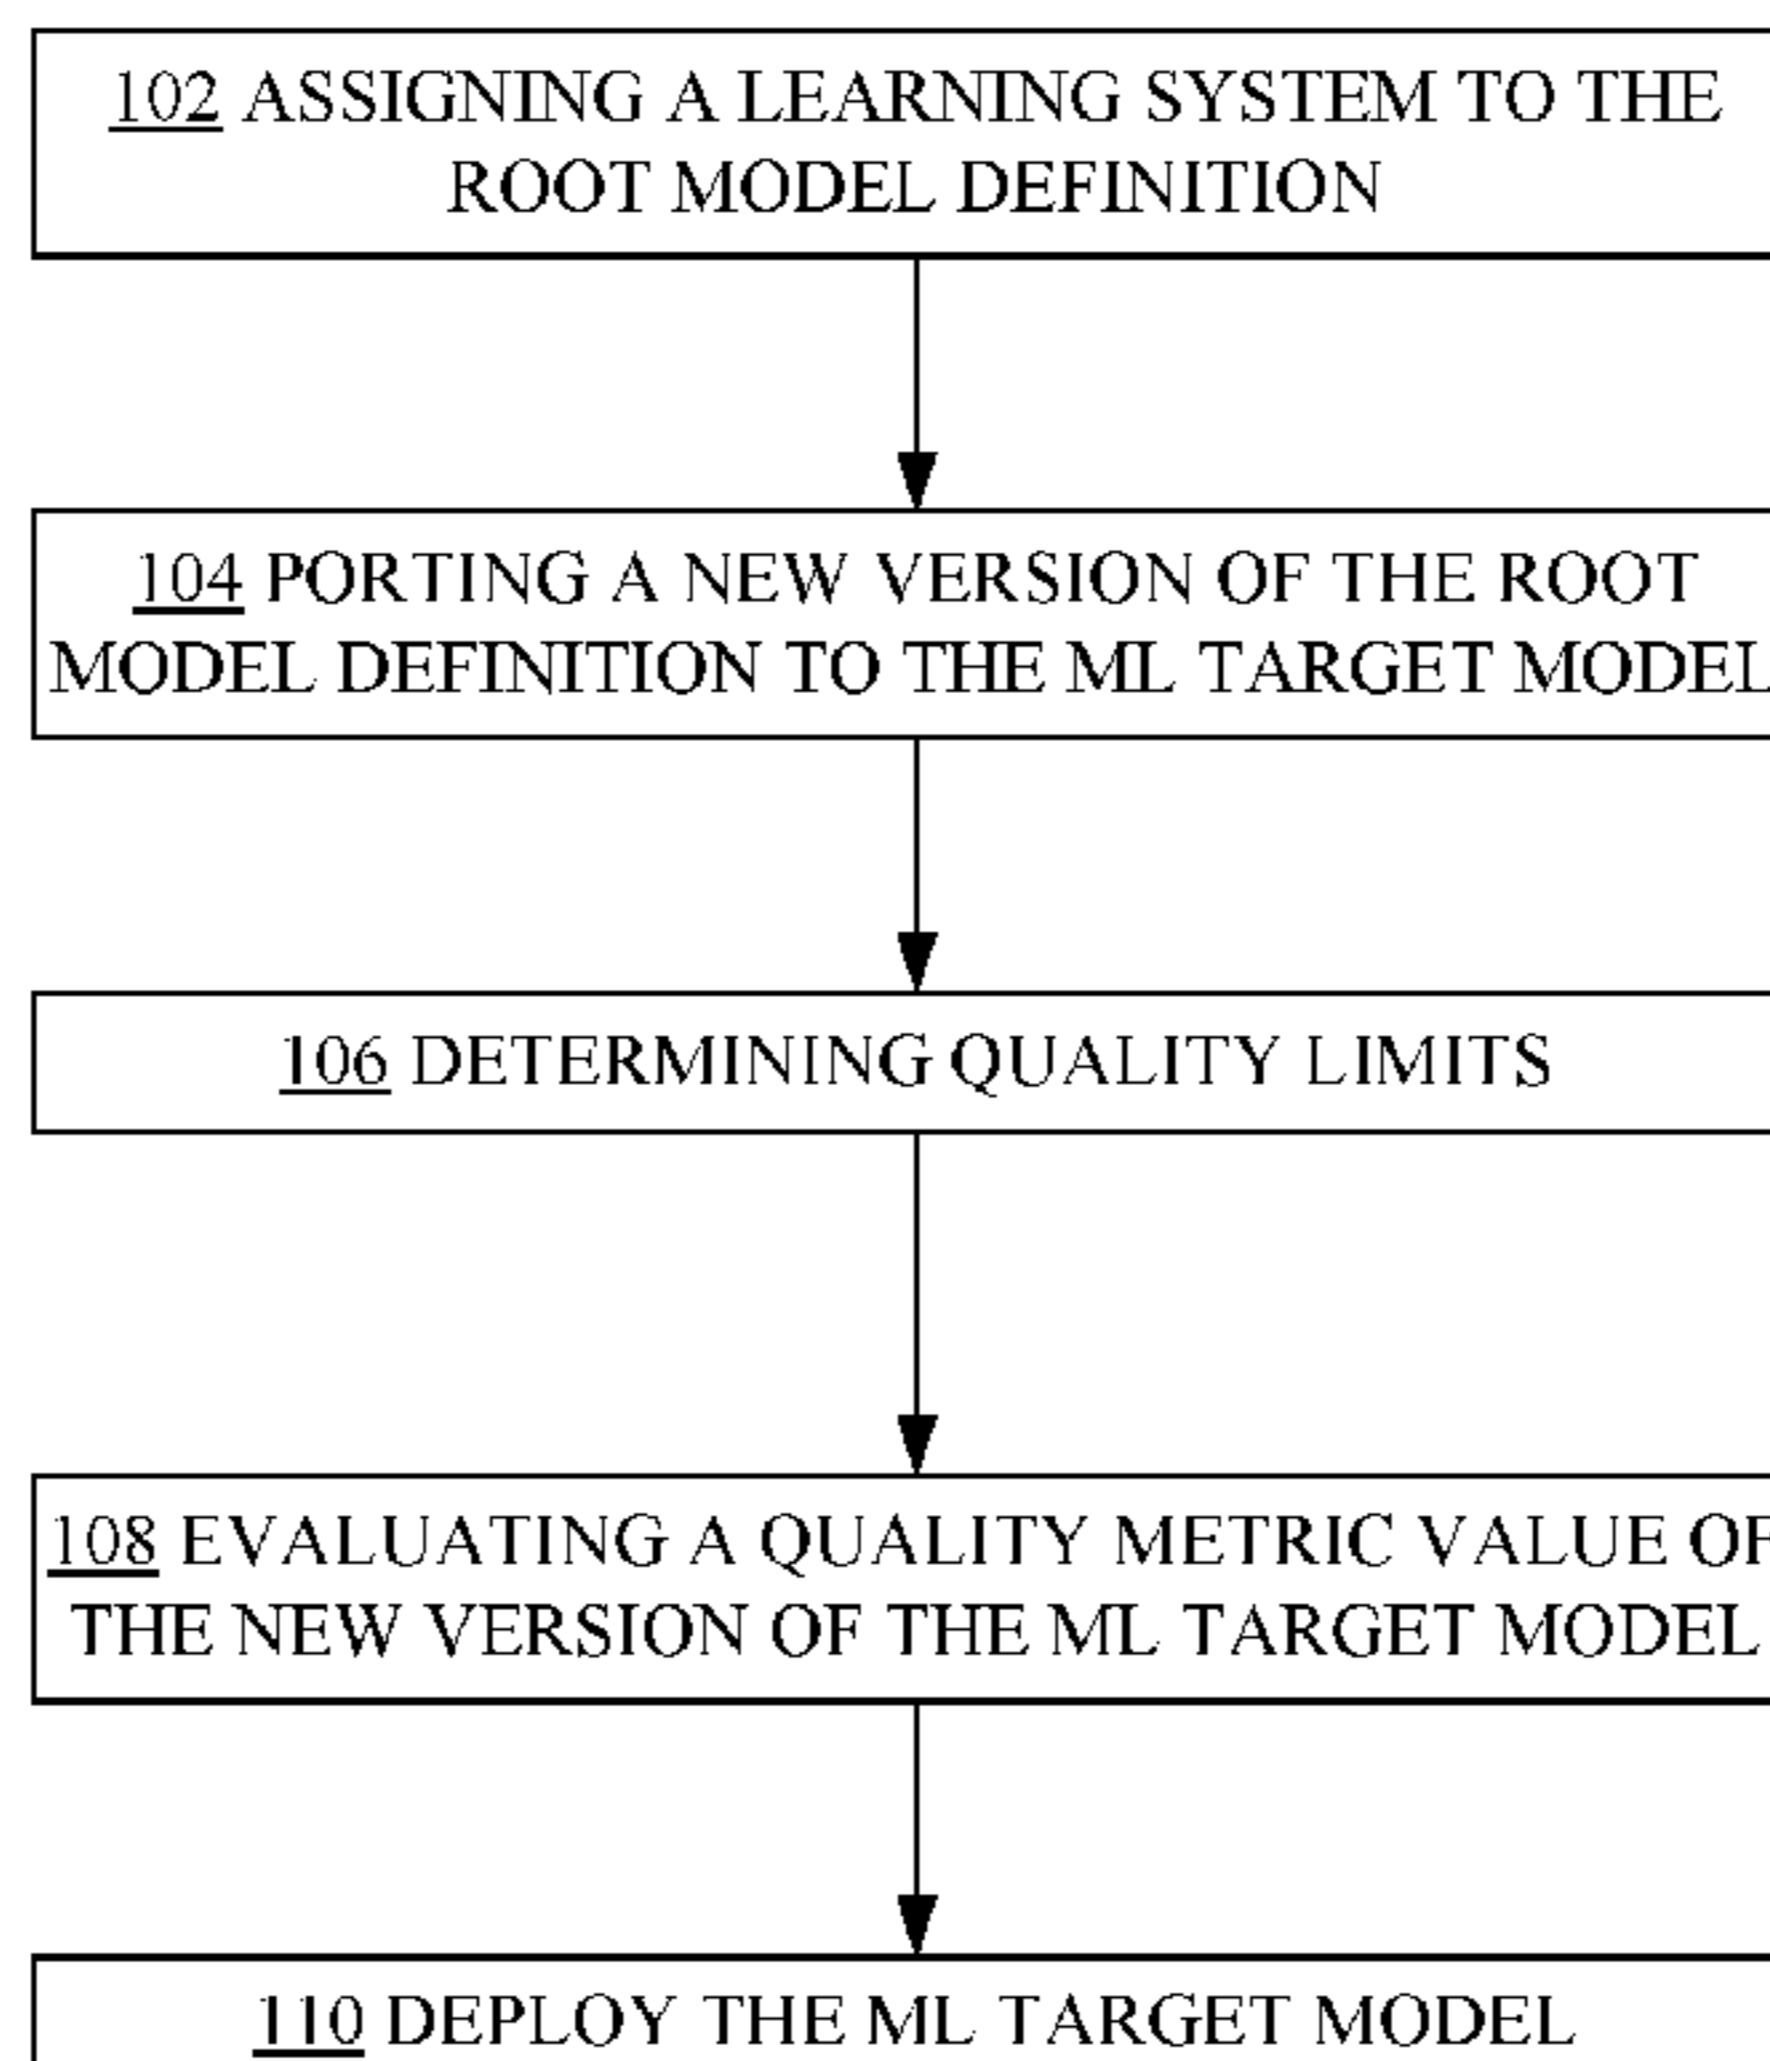 102 ASSIGNING A LEARNING SYSTEM TO THE
ROOT MODEL DEFINITION
104 PORTING A NEW VERSION OF THE ROOT
MODEL DEFINITION TO THE ML TARGET MODEL
106 DETERMINING QUALITY LIMITS
108 EVALUATING A QUALITY METRIC VALUE OF
THE NEW VERSION OF THE ML TARGET MODEL
110 DEPLOY THE ML TARGET MODEL